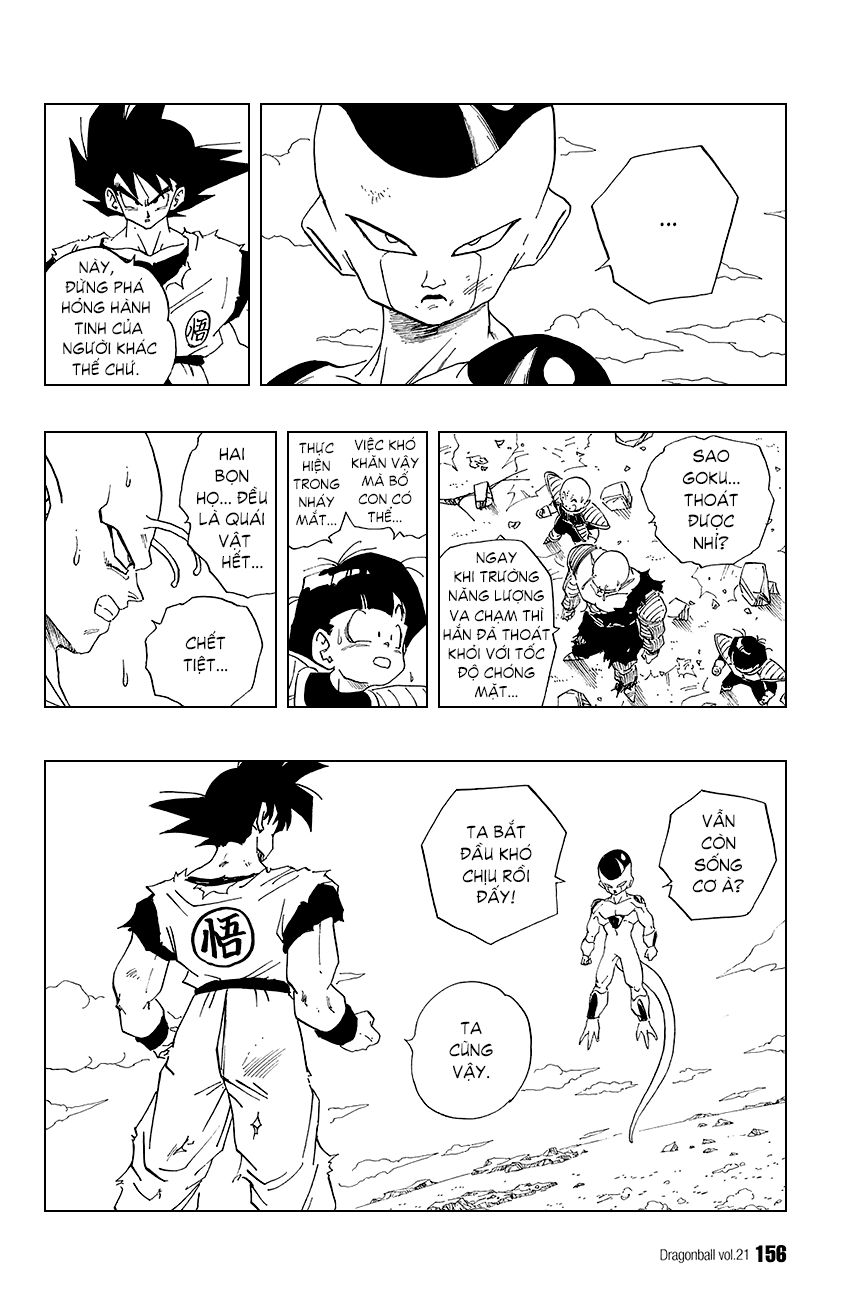 ...
NÀY,
ĐỪNG PHÁ
HỎNG HÀNH
TINH CỦA
NGƯỜI KHÁC
THẾ CHỨ.
悟
SAO
GOKU...
THOÁT
ĐƯỢC
NHỈ?
NGAY
KHI TRƯỜNG
NĂNG LƯỢNG
VA CHẠM THÌ
HẮN ĐÃ THOÁT
KHỎI VỚI TỐC
ĐỘ CHÓNG
MẶT...
VIỆC KHÓ
KHĂN VẬY
MÀ BỐ
CON CÓ
THỂ...
THỰC
HIỆN
TRONG
NHÁY
MẮT...
HAI
BỌN
HỌ... ĐỀU
LÀ QUÁI
VẬT
HẾT...
CHẾT
TIỆT...
VẪN
CÒN
SỐNG
CƠ À?
TA BẮT
ĐẦU KHÓ
CHỊU RỒI
ĐẤY!
TA
CŨNG
VẬY.
悟
Dragonball vol.21 156